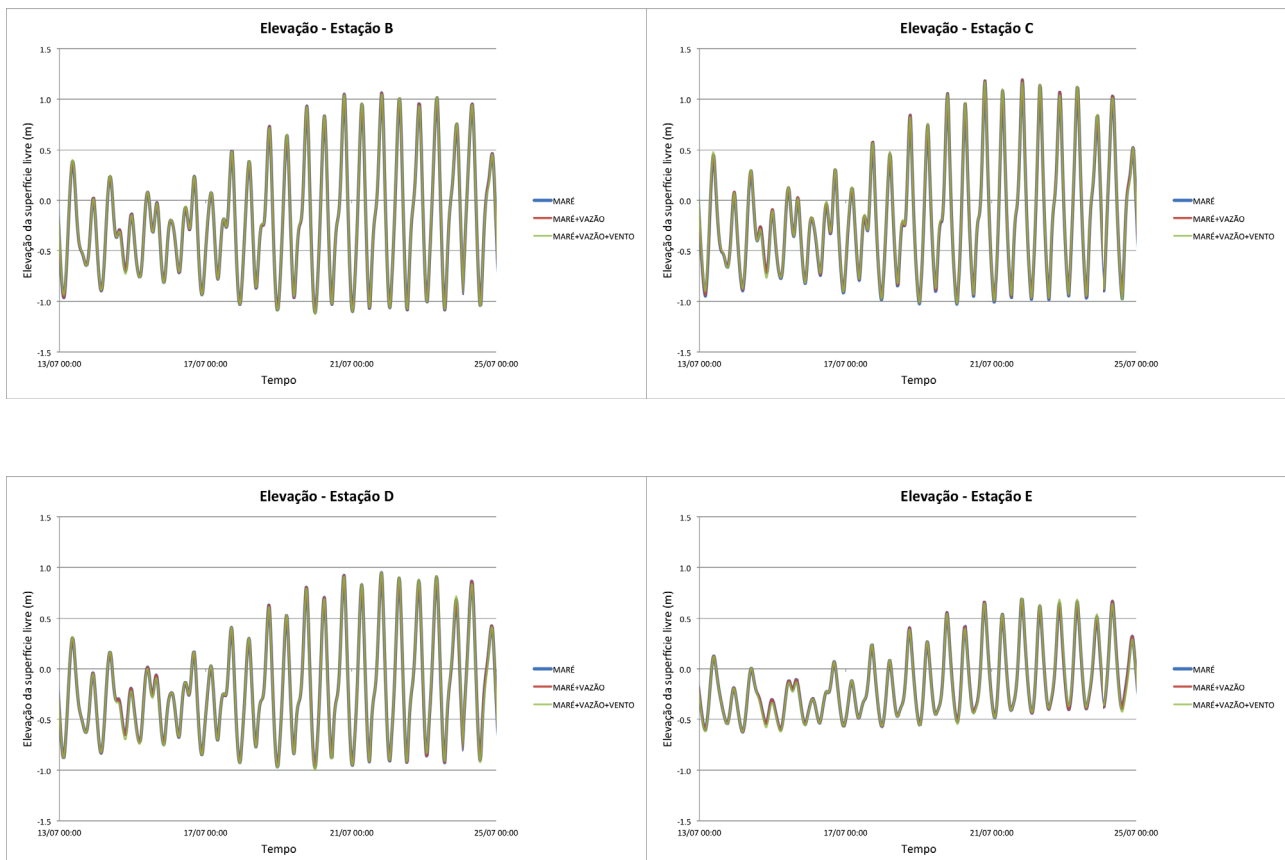 Elevação - Estação B
1.5
1.0
0.5
0.0
-0.5
-1.0
-1.5
Elevação da superfície livre (m)
13/07 00:00 17/07 00:00 21/07 00:00 25/07 00:00
Tempo
MARÉ
MARÉ+VAZÃO
MARÉ+VAZÃO+VENTO
Elevação - Estação C
1.5
1.0
0.5
0.0
-0.5
-1.0
-1.5
Elevação da superfície livre (m)
13/07 00:00 17/07 00:00 21/07 00:00 25/07 00:00
Tempo
MARÉ
MARÉ+VAZÃO
MARÉ+VAZÃO+VENTO
Elevação - Estação D
1.5
1.0
0.5
0.0
-0.5
-1.0
-1.5
Elevação da superfície livre (m)
13/07 00:00 17/07 00:00 21/07 00:00 25/07 00:00
Tempo
MARÉ
MARÉ+VAZÃO
MARÉ+VAZÃO+VENTO
Elevação - Estação E
1.5
1.0
0.5
0.0
-0.5
-1.0
-1.5
Elevação da superfície livre (m)
13/07 00:00 17/07 00:00 21/07 00:00 25/07 00:00
Tempo
MARÉ
MARÉ+VAZÃO
MARÉ+VAZÃO+VENTO